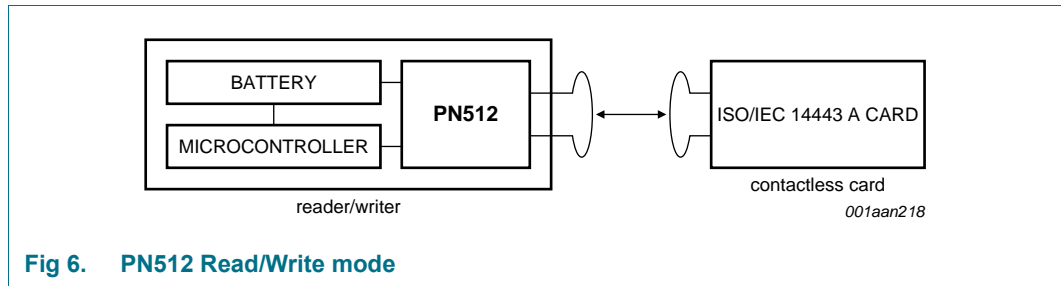 BATTERY
MICROCONTROLLER
PN512
ISO/IEC 14443 A CARD
reader/writer
contactless card
001aan218
Fig 6. PN512 Read/Write mode